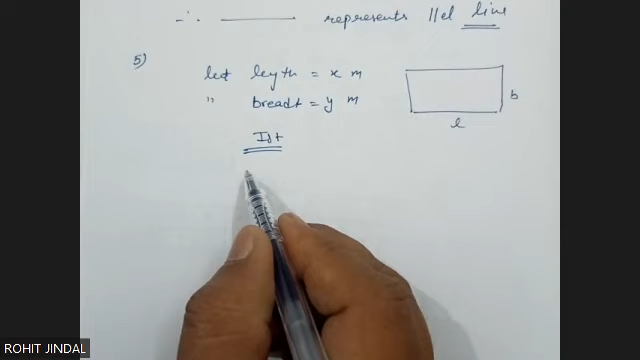 ∴ ——— represents ||el line
5)
let length = x m
" breadt = y m
b
l
Ist
ROHIT JINDAL